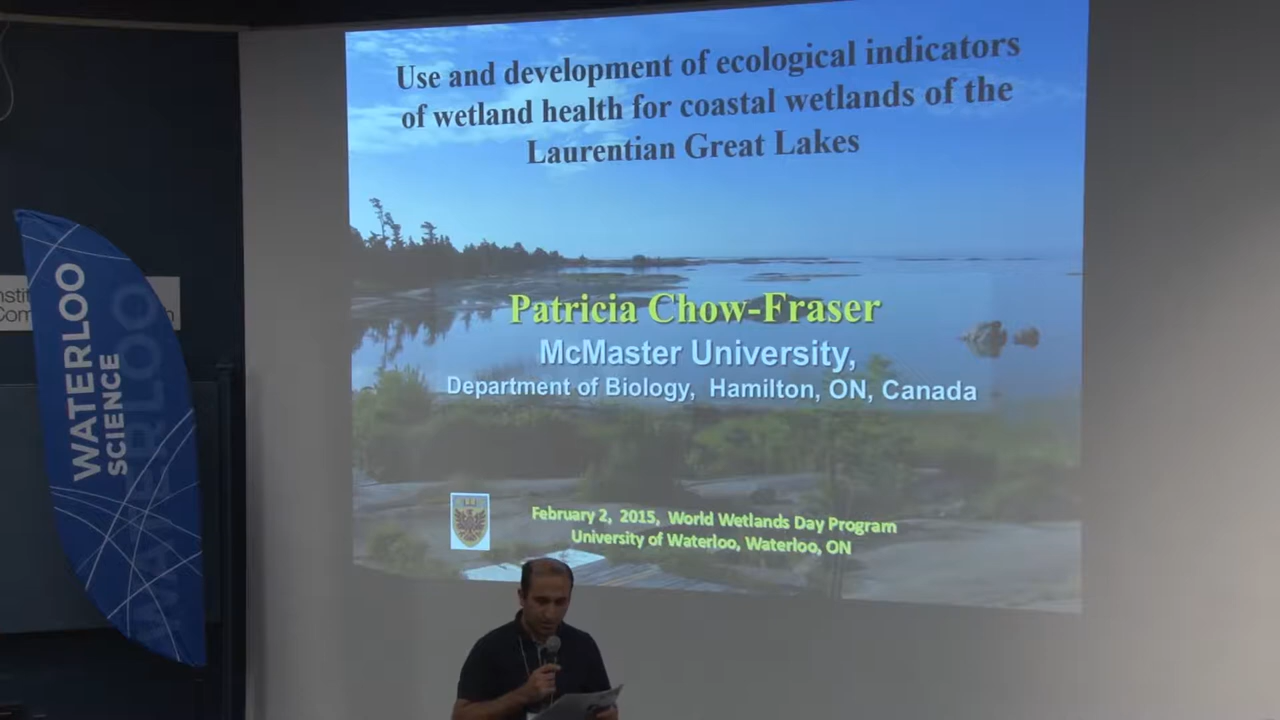 Use and development of ecological indicators
of wetland health for coastal wetlands of the
Laurentian Great Lakes
Patricia Chow-Fraser
McMaster University,
Department of Biology, Hamilton, ON, Canada
February 2, 2015, World Wetlands Day Program
University of Waterloo, Waterloo, ON
WATERLOO
SCIENCE